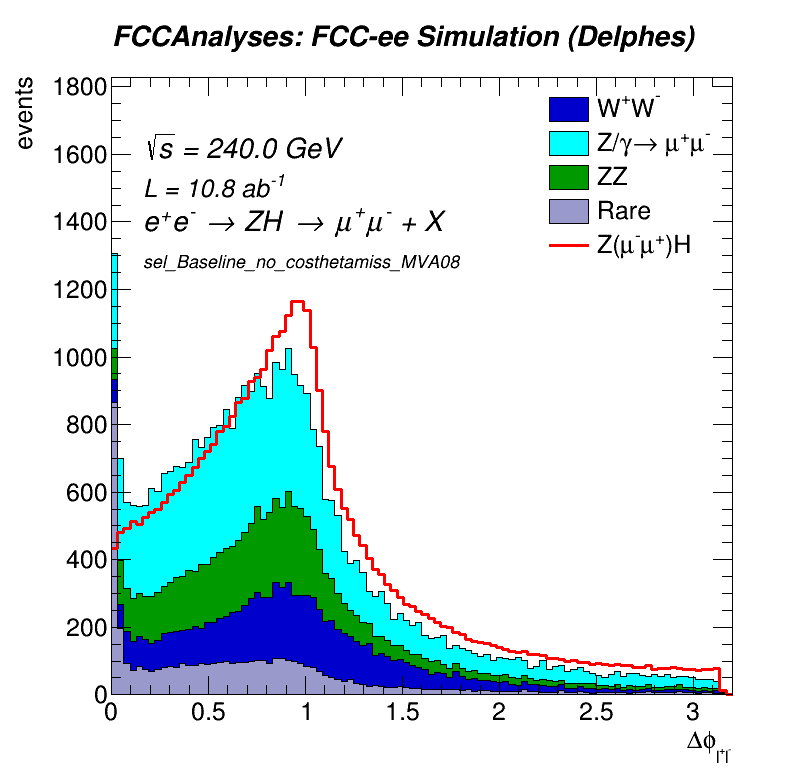 FCCAnalyses: FCC-ee Simulation (Delphes)
events
1800
1600
1400
1200
1000
800
600
400
200
0
√s = 240.0 GeV
L = 10.8 ab⁻¹
e⁺e⁻ → ZH → μ⁺μ⁻ + X
sel_Baseline_no_costhetamiss_MVA08
W⁺W⁻
Z/γ→ μ⁺μ⁻
ZZ
Rare
Z(μ⁻μ⁺)H
0 0.5 1 1.5 2 2.5 3
Δϕ l⁺l⁻